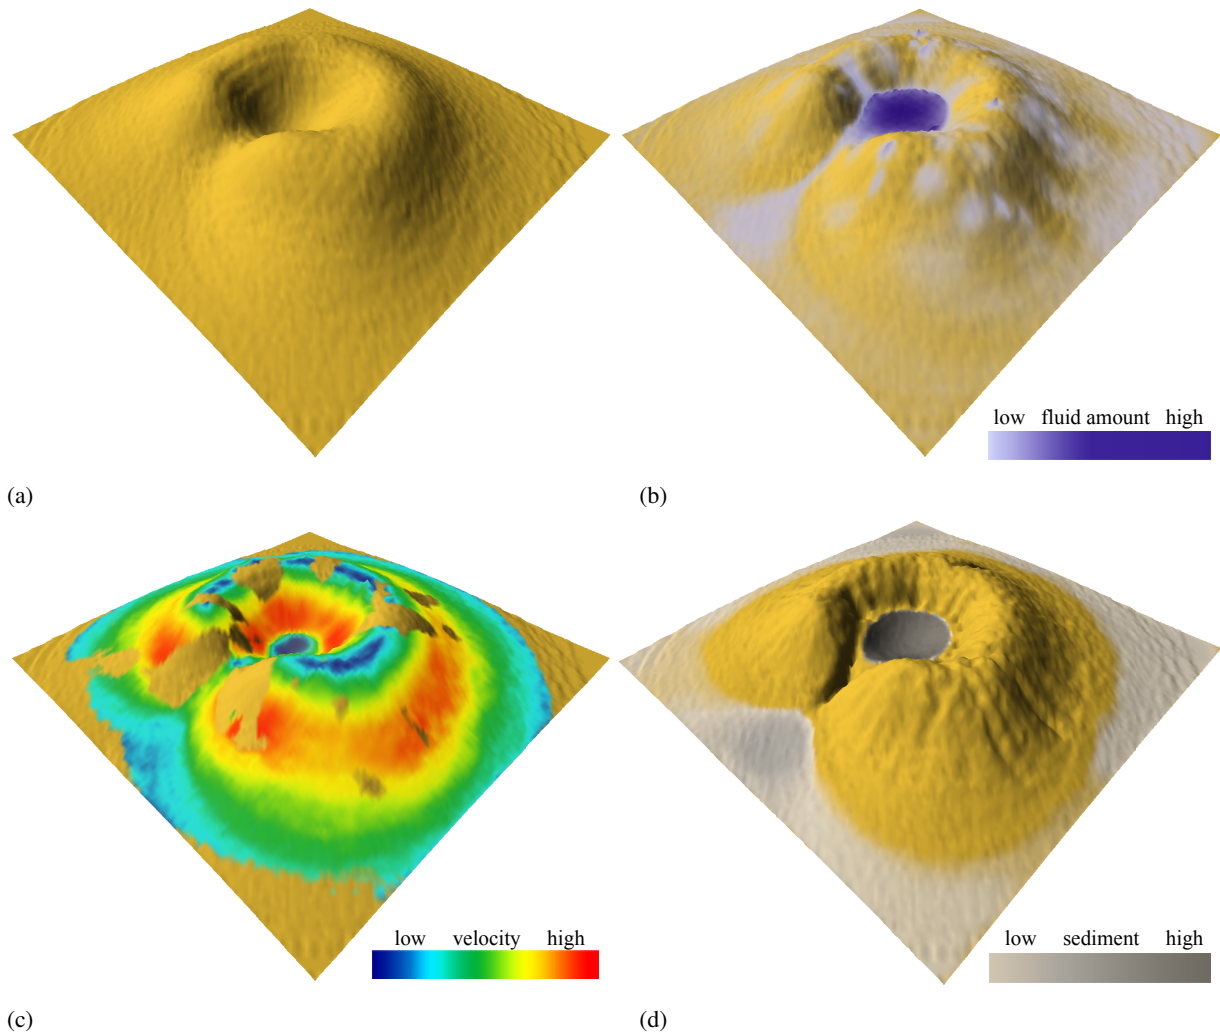 low fluid amount high
(a)
(b)
low velocity high
low sediment high
(c)
(d)